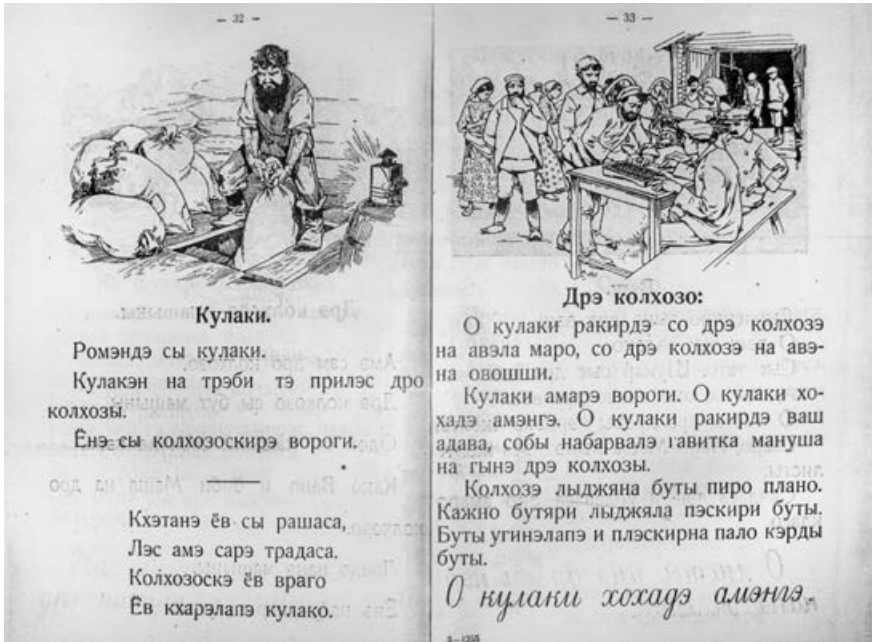 — 32 —
Кулаки.
Ромэндэ сы кулаки.
Кулакэн на трэби тэ прилэс дро
колхозы.
Ёнэ сы колхозоскирэ вороги.
Кхэтанэ ёв сы рашаса,
Лэс амэ сарэ традаса.
Колхозоскэ ёв враго
Ёв кхарэлапэ кулако.
— 33 —
Дрэ колхозо:
О кулаки ракирдэ со дрэ колхозэ
на авэла маро, со дрэ колхозэ на авэ-
на овошши.
Кулаки амарэ вороги. О кулаки хо-
хадэ амэнгэ. О кулаки ракирдэ ваш
адава, собы набарвалэ гавитка мануша
на гынэ дрэ колхозы.
Колхозэ лыджяна буты пиро плано.
Кажно бутяри лыджяла пэскири буты.
Буты угинэлапэ и плэскирна пало кэрды
буты.
О кулаки хохадэ амэнгэ.
3—1255